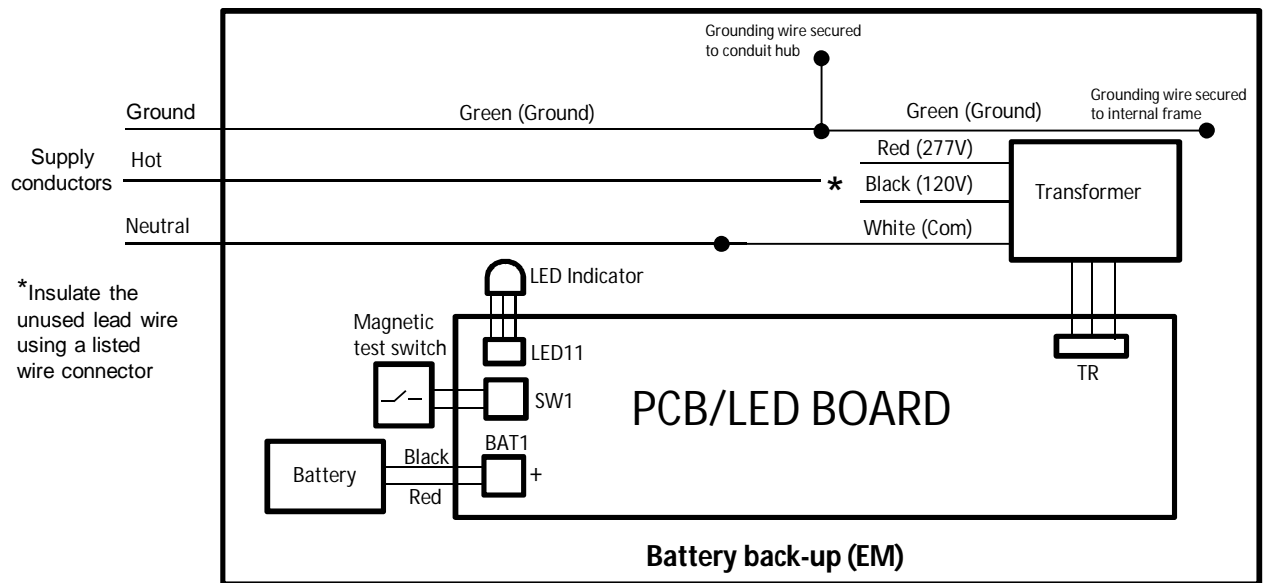 Grounding wire secured
to conduit hub
Grounding wire secured
to internal frame
Ground
Green (Ground)
Green (Ground)
Supply
conductors
Hot
*
Red (277V)
Black (120V)
Transformer
Neutral
White (Com)
*Insulate the
unused lead wire
using a listed
wire connector
LED Indicator
Magnetic
test switch
LED11
TR
SW1
PCB/LED BOARD
BAT1
Battery
Black
+
Red
Battery back-up (EM)